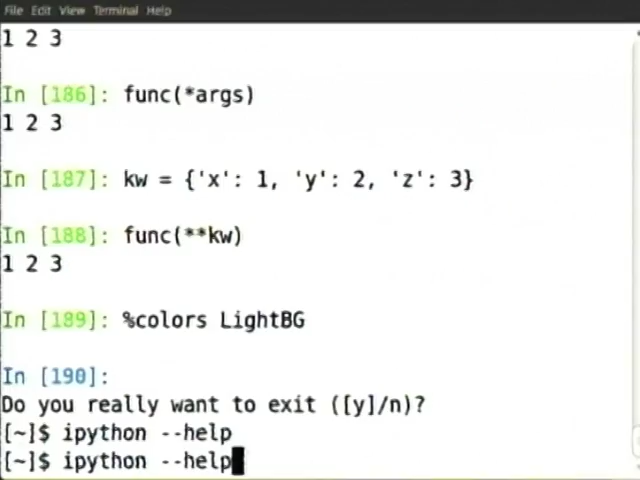 File Edit View Terminal Help
1 2 3
In [186]: func(*args)
1 2 3
In [187]: kw = {'x': 1, 'y': 2, 'z': 3}
In [188]: func(**kw)
1 2 3
In [189]: %colors LightBG
In [190]:
Do you really want to exit ([y]/n)?
[~]$ ipython --help
[~]$ ipython --help